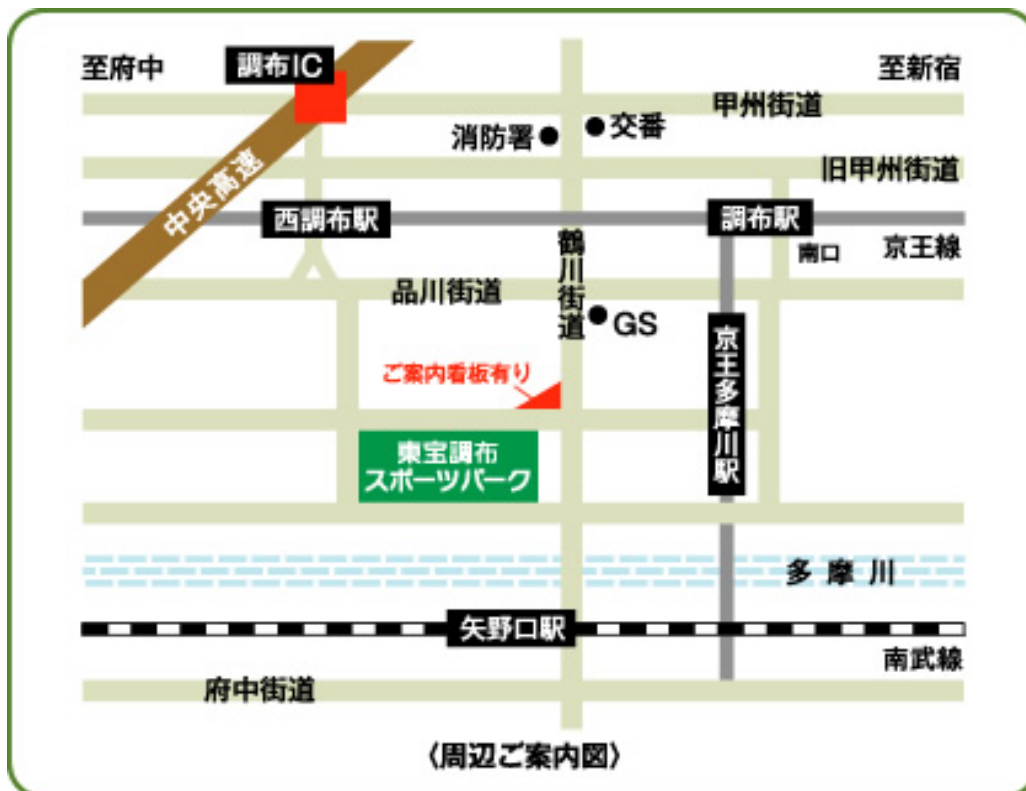 至府中
調布IC
至新宿
甲州街道
消防署
交番
中央高速
旧甲州街道
西調布駅
調布駅
鶴川街道
南口
京王線
品川街道
GS
京王多摩川駅
ご案内看板有り
東宝調布
スポーツパーク
多摩川
矢野口駅
南武線
府中街道
〈周辺ご案内図〉